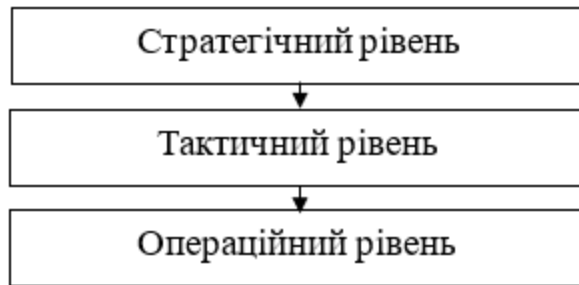 Стратегічний рівень
Тактичний рівень
Операційний рівень